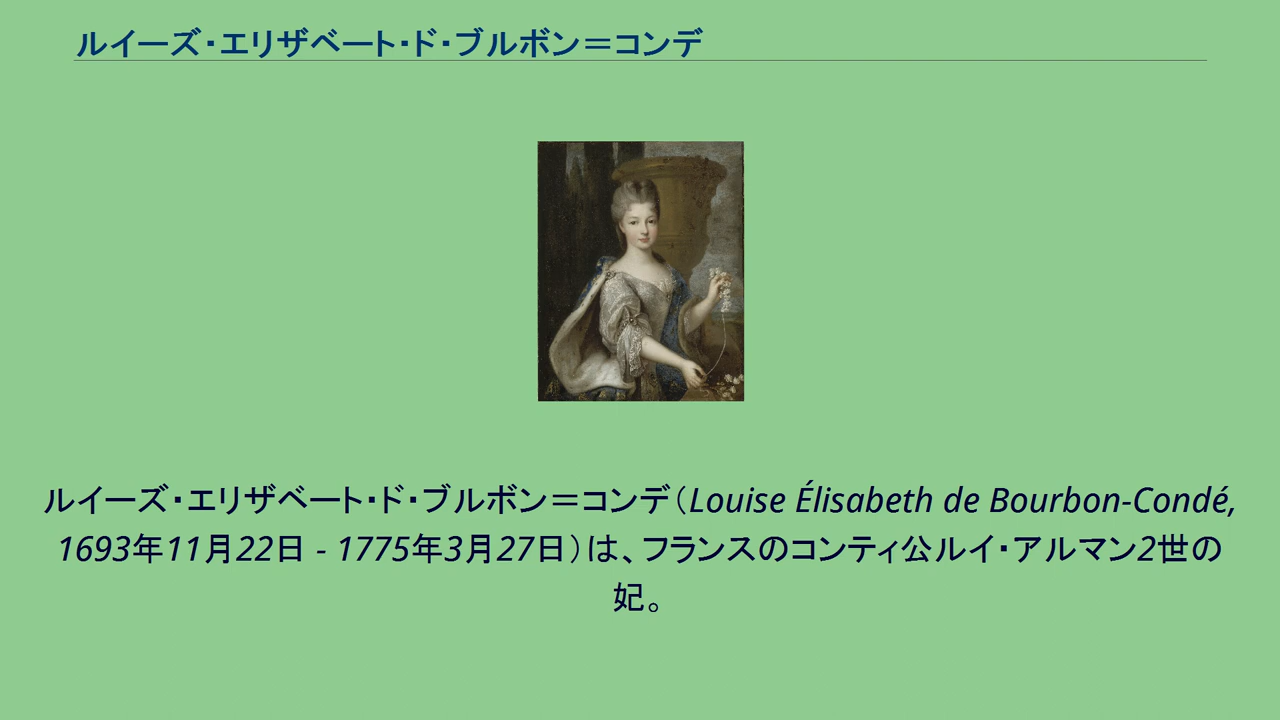 ルイーズ・エリザベート・ド・ブルボン＝コンデ
ルイーズ・エリザベート・ド・ブルボン＝コンデ（Louise Élisabeth de Bourbon-Condé,
1693年11月22日 - 1775年3月27日）は、フランスのコンティ公ルイ・アルマン2世の
妃。